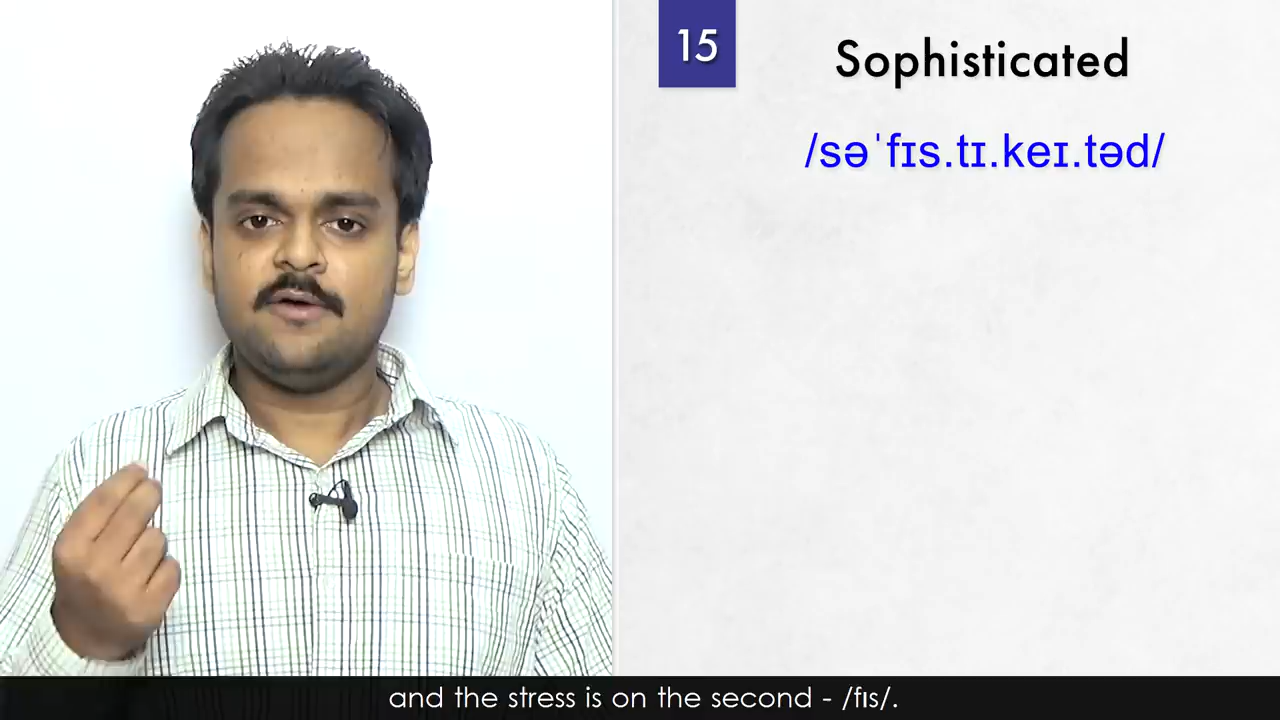 15
Sophisticated
/səˈfɪs.tɪ.keɪ.təd/
and the stress is on the second - /fɪs/.